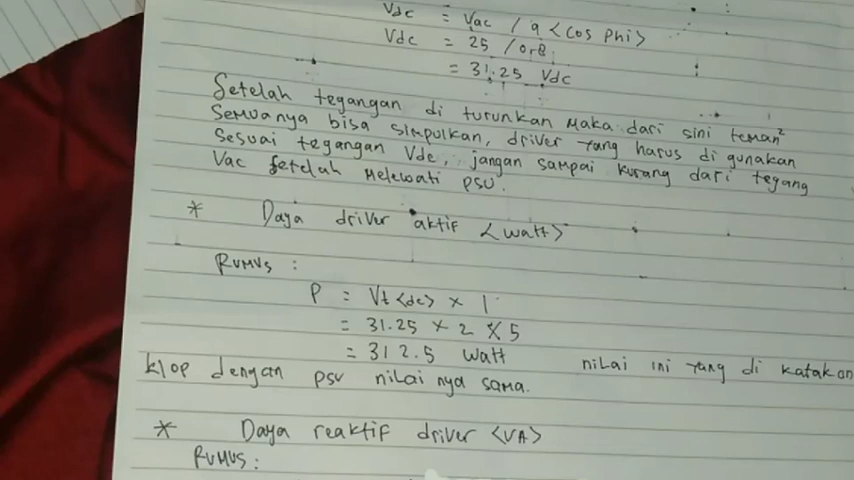 Vdc = Vac / a <cos phi>
Vdc = 25 / 0r8
= 31.25 Vdc
Setelah tegangan di turunkan maka dari sini teman²
semuanya bisa simpulkan, driver yang harus di gunakan
sesuai tegangan Vdc, jangan sampai kurang dari tegang
Vac setelah melewati psu.
* Daya driver aktif <watt>
Rumus :
P = Vt <dc> x I
= 31.25 x 2 x 5
= 312.5 watt nilai ini yang di katakan
klop dengan psu nilai nya sama.
* Daya reaktif driver <VA>
Rumus :